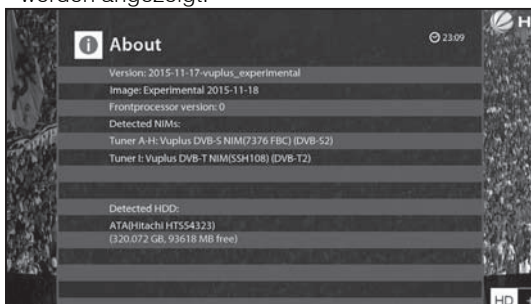 werden angezeigt.
H
About
23:09
Version: 2015-11-17-vuplus_experimental
Image: Experimental 2015-11-18
Frontprocessor version: 0
Detected NIMs:
Tuner A-H: Vuplus DVB-S NIM(7376 FBC) (DVB-S2)
Tuner I: Vuplus DVB-T NIM(SSH108) (DVB-T2)
Detected HDD:
ATA(Hitachi HTS54323)
(320.072 GB, 93618 MB free)
HD